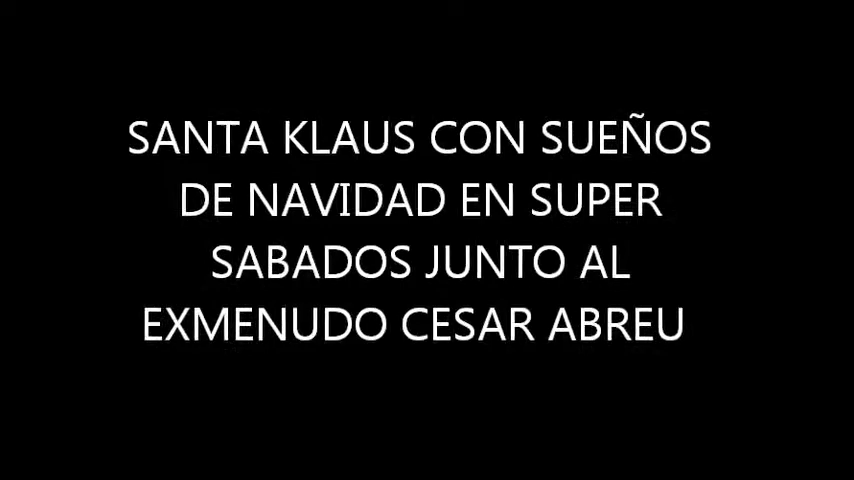 SANTA KLAUS CON SUEÑOS
DE NAVIDAD EN SUPER
SABADOS JUNTO AL
EXMENUDO CESAR ABREU